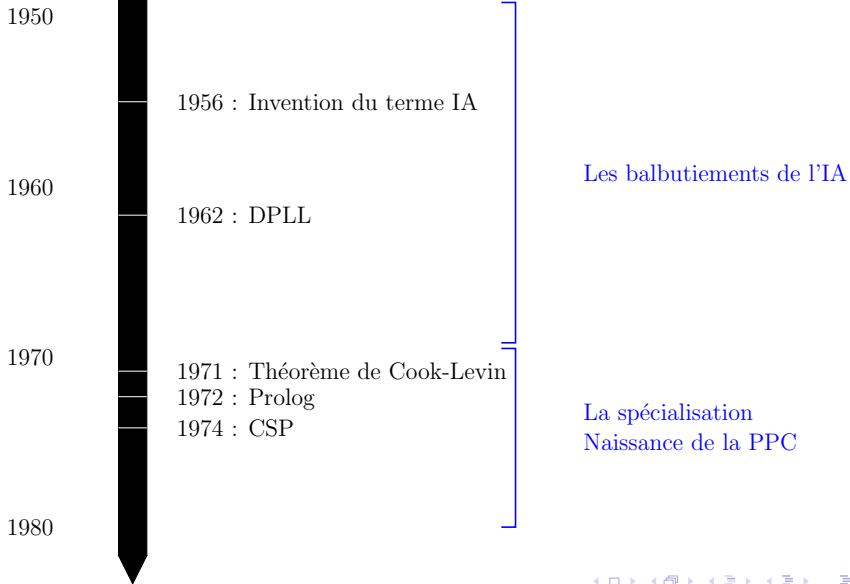 1950
1956 : Invention du terme IA
Les balbutiements de l'IA
1960
1962 : DPLL
1970
1971 : Théorème de Cook-Levin
1972 : Prolog
1974 : CSP
La spécialisation
Naissance de la PPC
1980